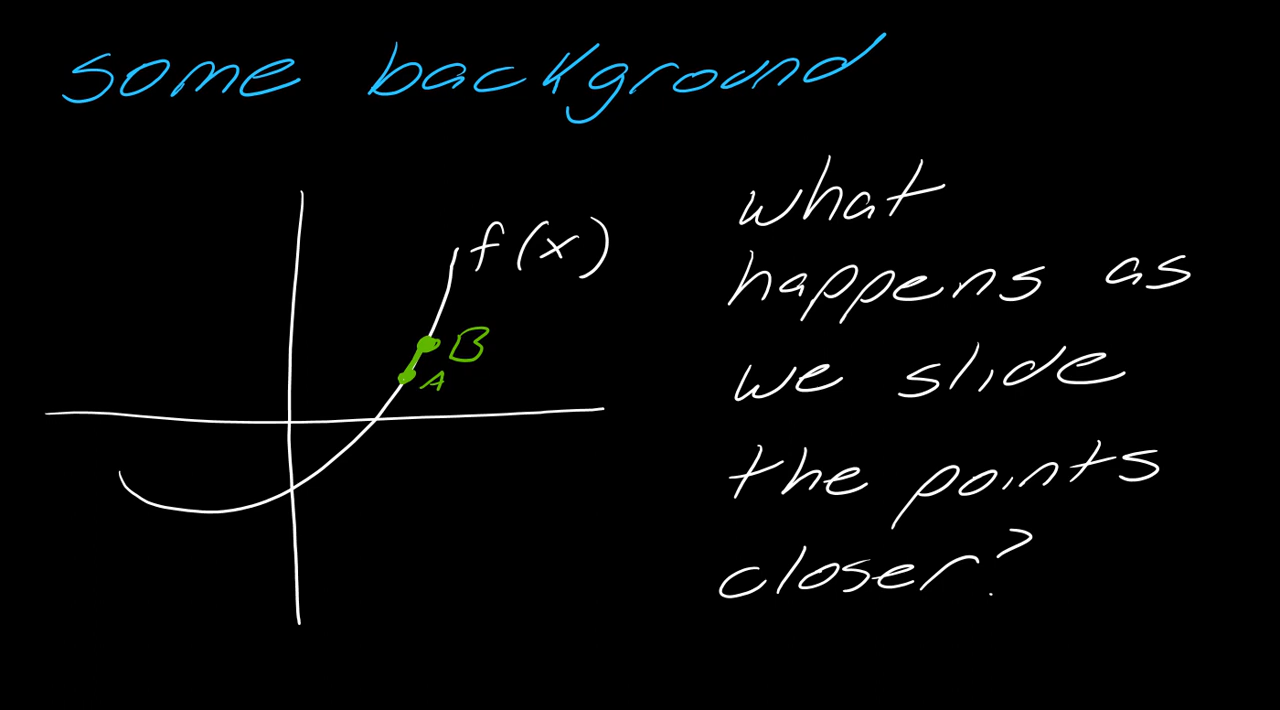 some background
f(x)
B
A
what
happens as
we slide
the points
closer?